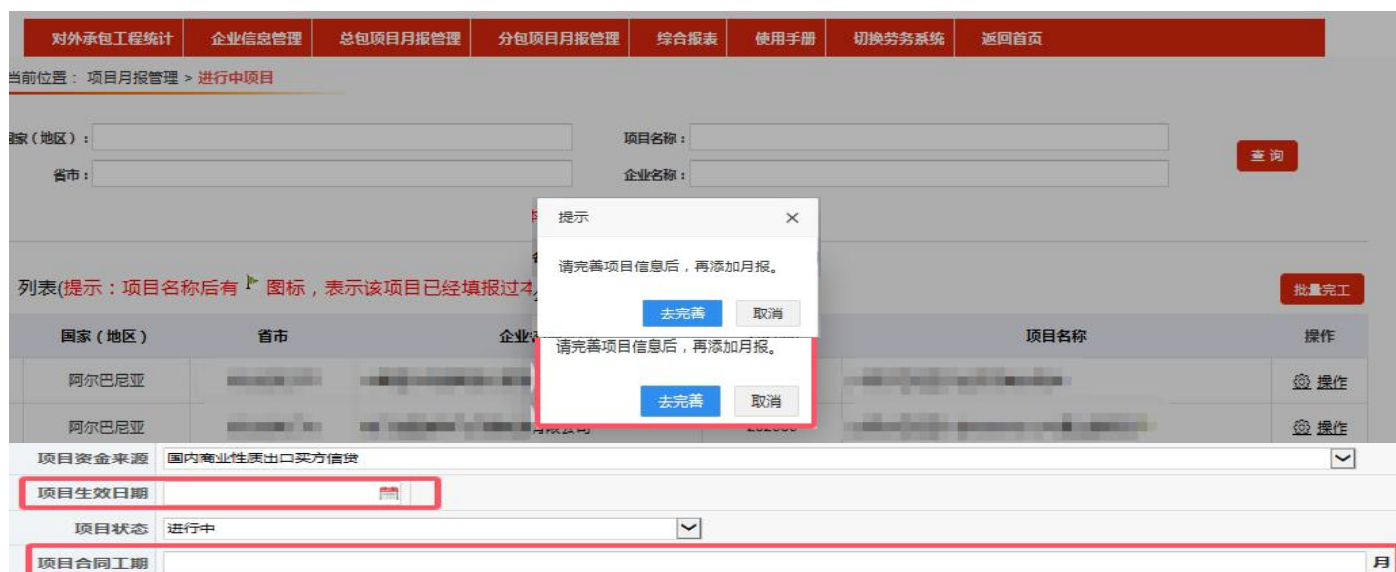 对外承包工程统计 企业信息管理 总包项目月报管理 分包项目月报管理 综合报表 使用手册 切换劳务系统 返回首页
当前位置： 项目月报管理 > 进行中项目
国家（地区）： 项目名称：
查 询
省市： 企业名称：
提示 ×
请完善项目信息后，再添加月报。
列表(提示：项目名称后有 图标，表示该项目已经填报过本
批量完工
去完善 取消
国家（地区） 省市 企业 项目名称 操作
请完善项目信息后，再添加月报。
阿尔巴尼亚 操作
去完善 取消
阿尔巴尼亚 有限公司 操作
项目资金来源 国内商业性质出口买方信贷
项目生效日期
项目状态 进行中
项目合同工期 月